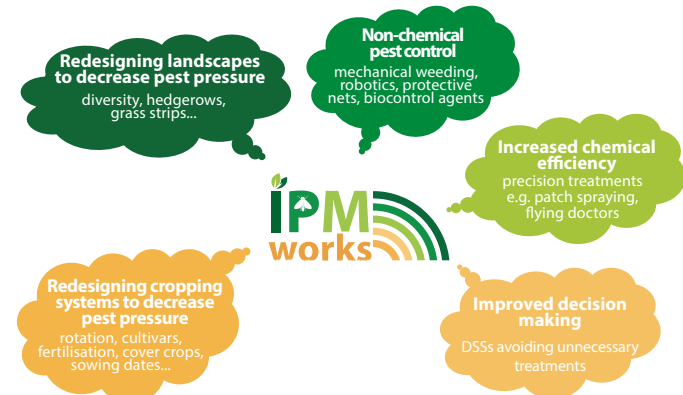 Redesigning landscapes
to decrease pest pressure
diversity, hedgerows,
grass strips...
Non-chemical
pest control
mechanical weeding,
robotics, protective
nets, biocontrol agents
Increased chemical
efficiency
precision treatments
e.g. patch spraying,
flying doctors
IPM
works
Redesigning cropping
systems to decrease
pest pressure
rotation, cultivars,
fertilisation, cover crops,
sowing dates...
Improved decision
making
DSSs avoiding unnecessary
treatments